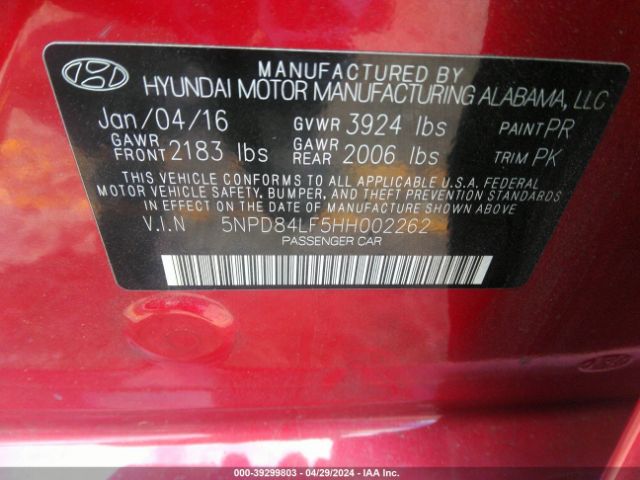 MANUFACTURED BY
HYUNDAI MOTOR MANUFACTURING ALABAMA, LLC
Jan/04/16 GVWR 3924 lbs PAINT PR
GAWR FRONT 2183 lbs GAWR REAR 2006 lbs TRIM PK
THIS VEHICLE CONFORMS TO ALL APPLICABLE U.S.A. FEDERAL
MOTOR VEHICLE SAFETY, BUMPER, AND THEFT PREVENTION STANDARDS
IN EFFECT ON THE DATE OF MANUFACTURE SHOWN ABOVE.
V.I.N 5NPD84LF5HH002262
PASSENGER CAR
000-39299803 - 04/29/2024 - IAA Inc.